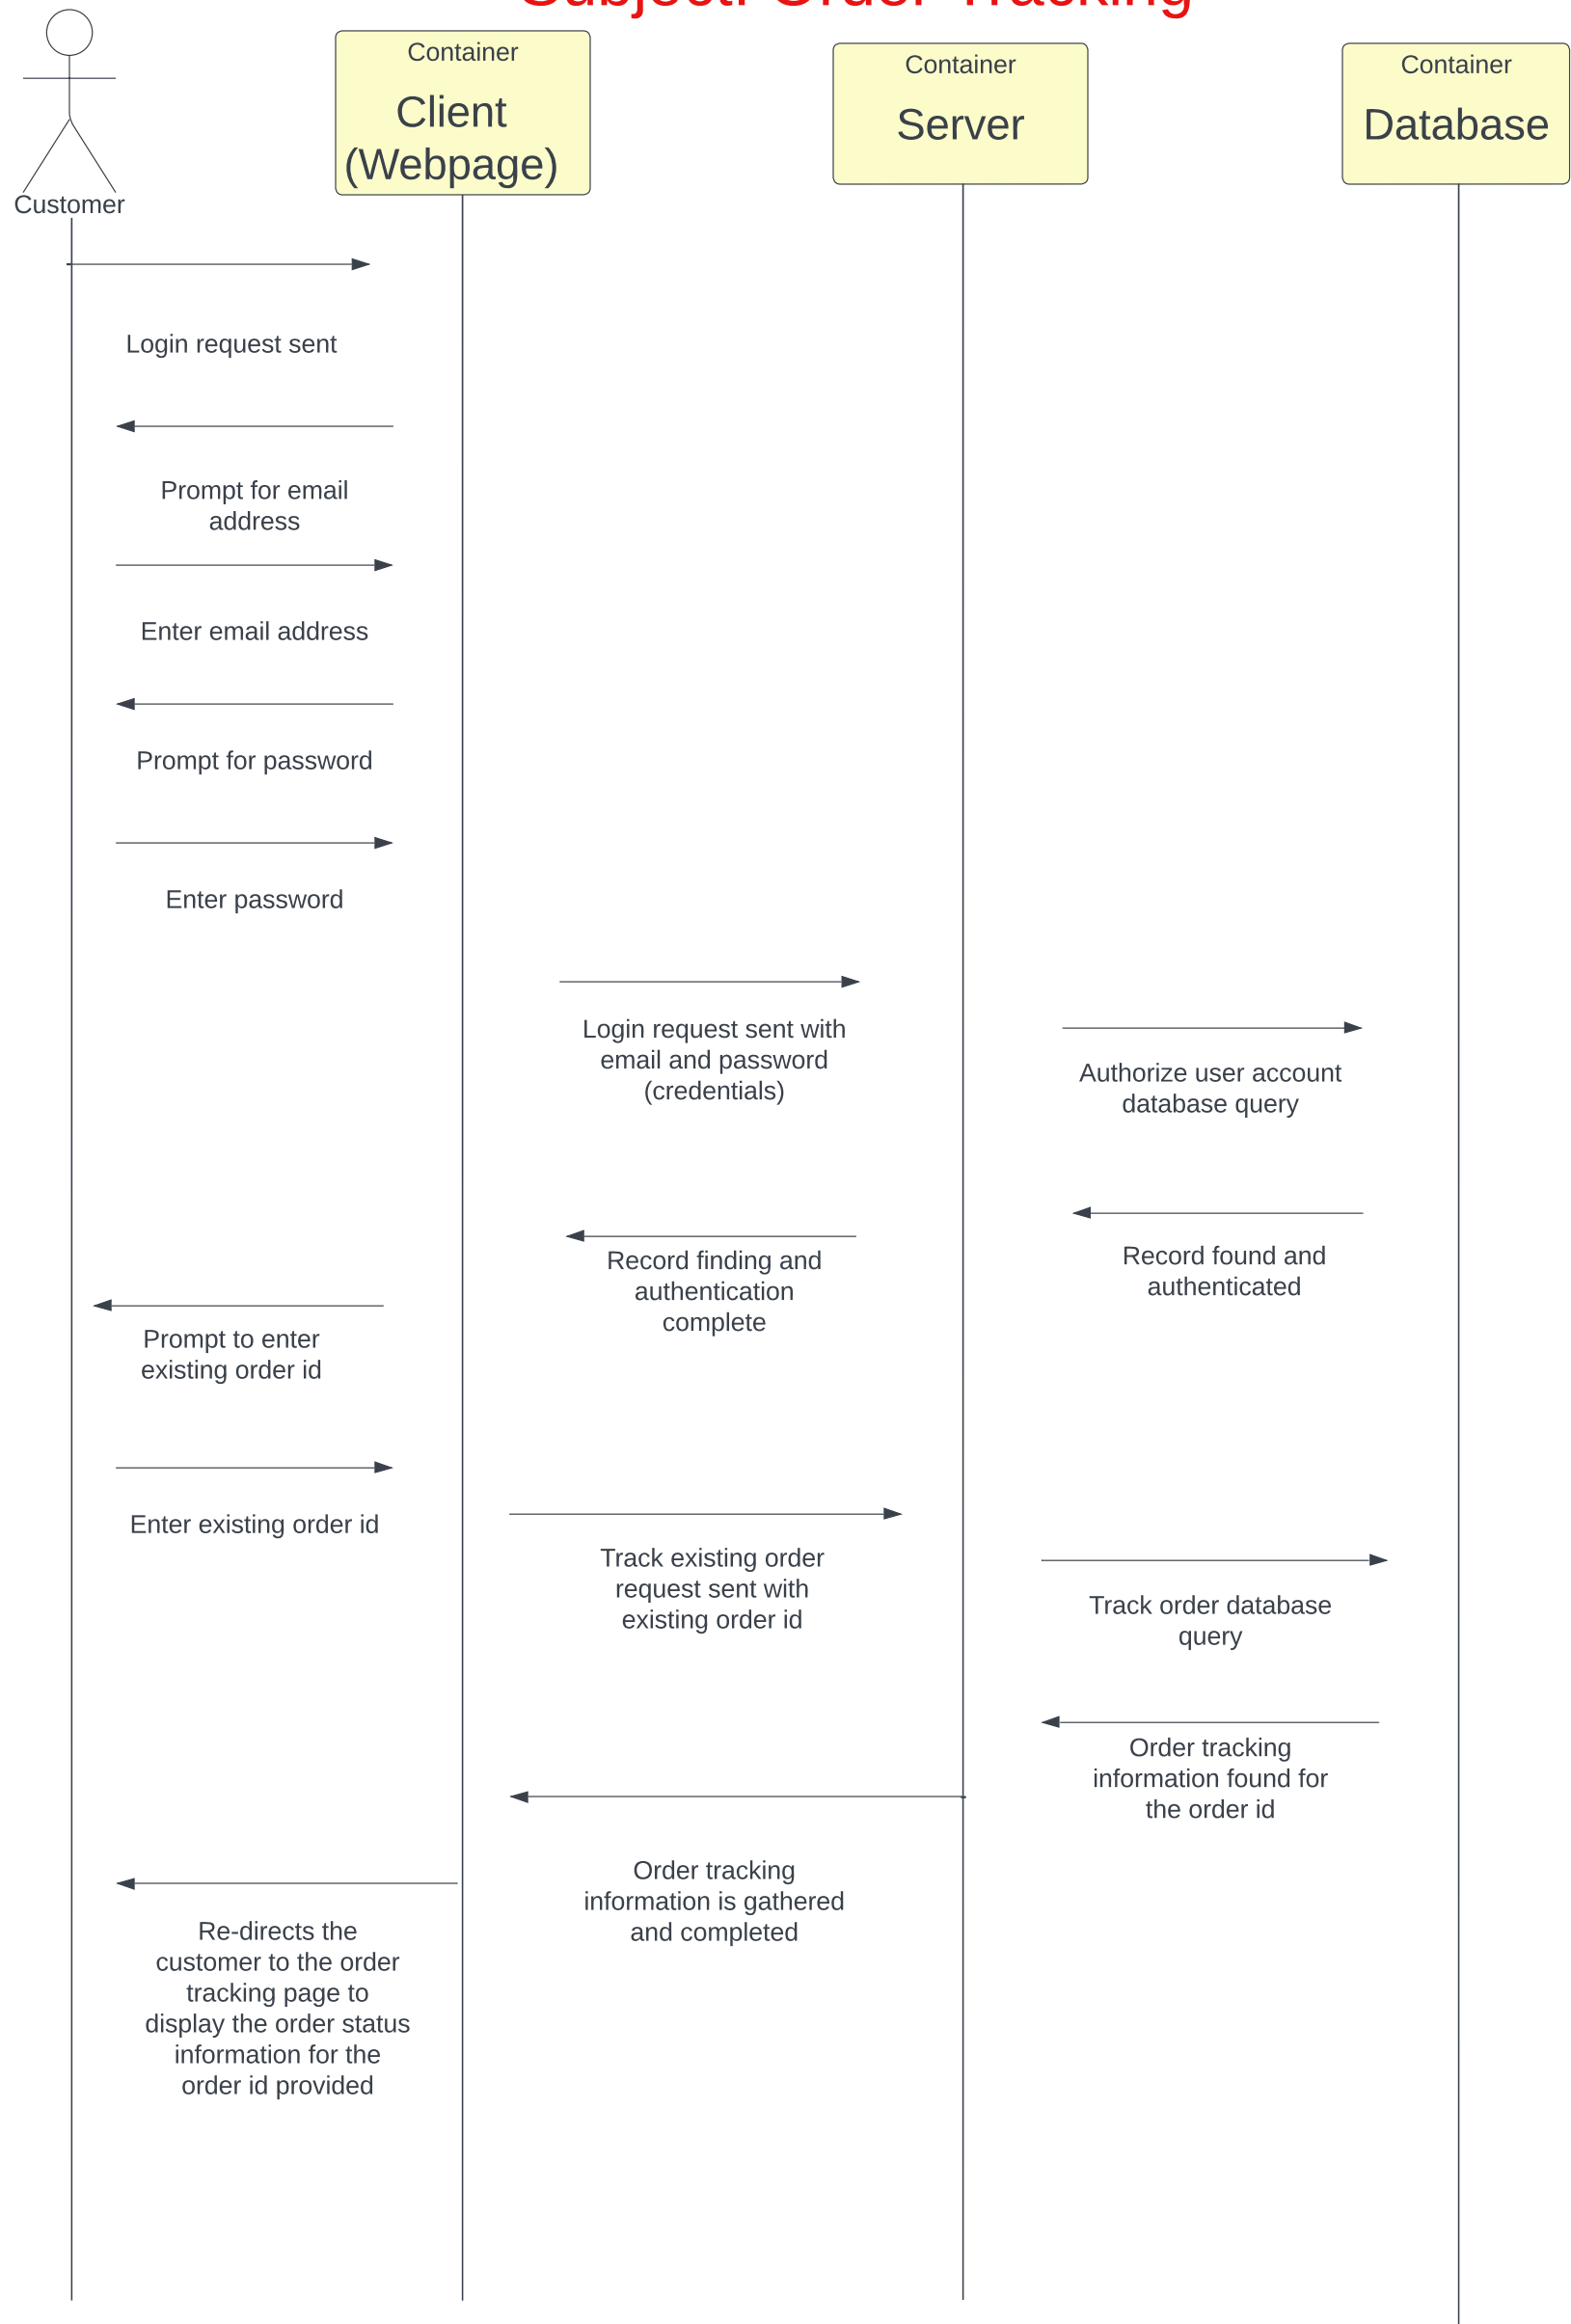 Subject: Order Tracking
Container
Client
(Webpage)
Container
Server
Container
Database
Customer
Login request sent
Prompt for email
address
Enter email address
Prompt for password
Enter password
Login request sent with
email and password
(credentials)
Authorize user account
database query
Record found and
authenticated
Record finding and
authentication
complete
Prompt to enter
existing order id
Enter existing order id
Track existing order
request sent with
existing order id
Track order database
query
Order tracking
information found for
the order id
Order tracking
information is gathered
and completed
Re-directs the
customer to the order
tracking page to
display the order status
information for the
order id provided